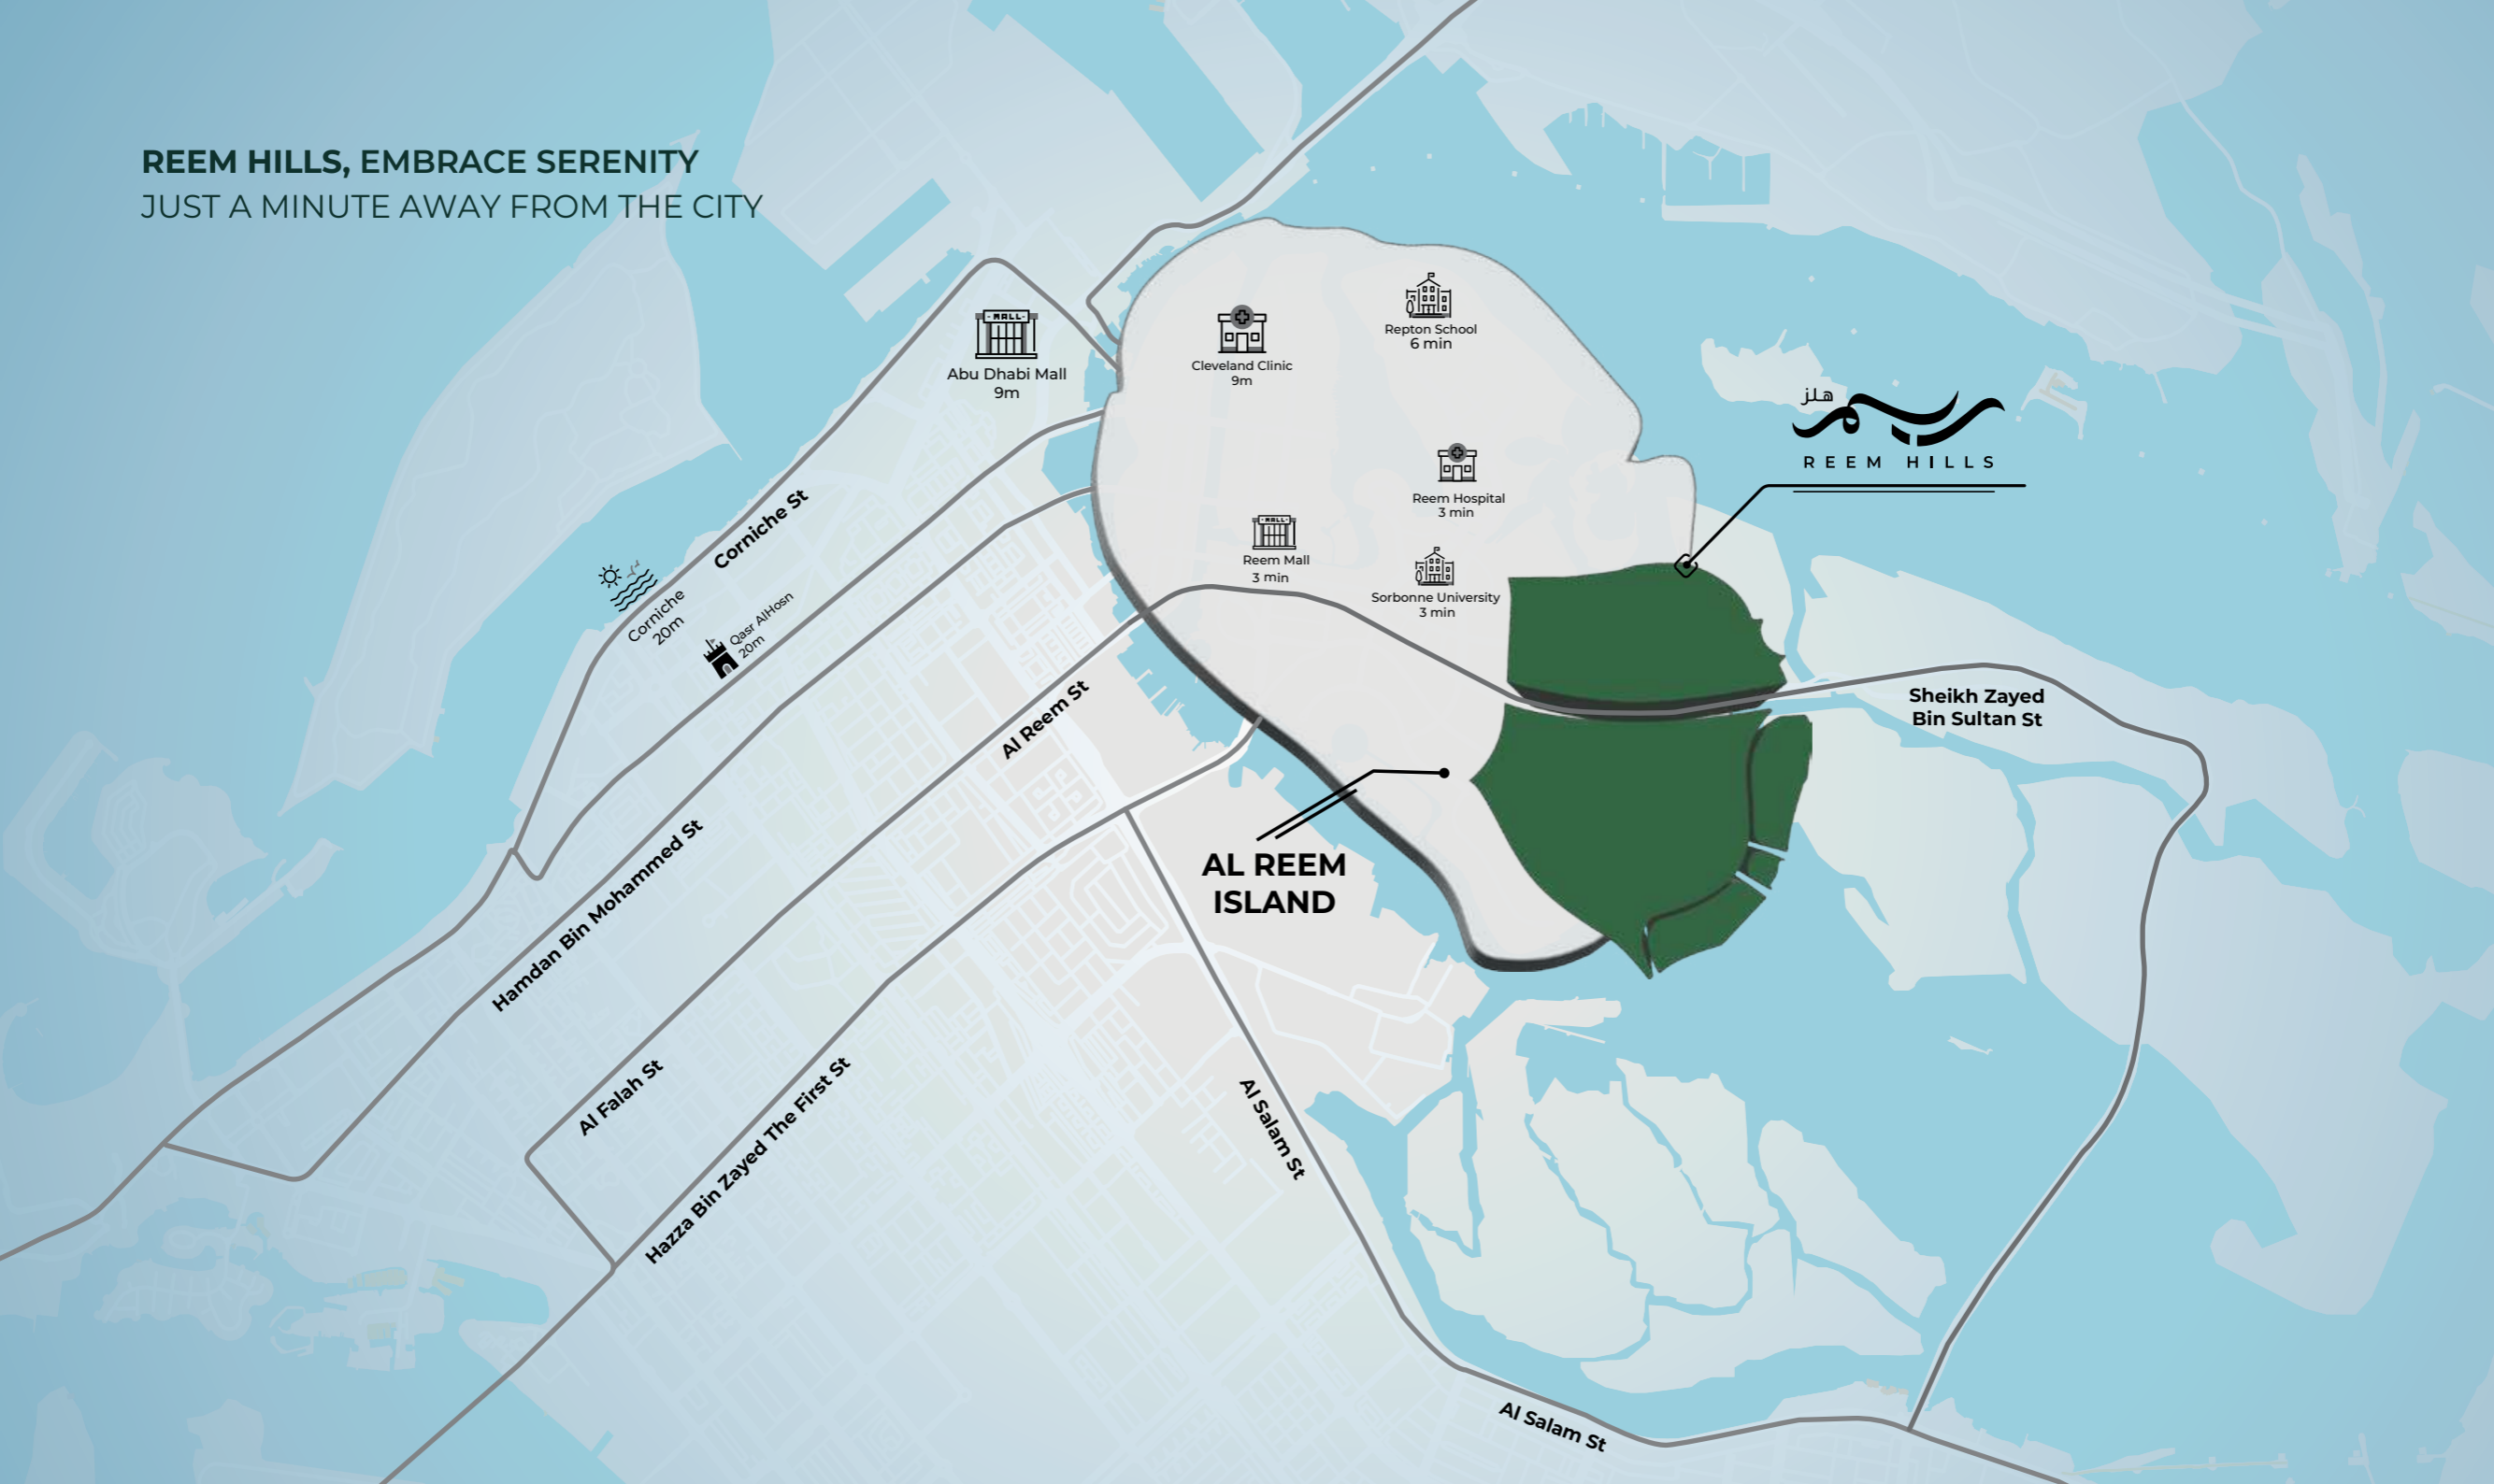 REEM HILLS, EMBRACE SERENITY
JUST A MINUTE AWAY FROM THE CITY
MALL
Abu Dhabi Mall
9m
Cleveland Clinic
9m
Repton School
6 min
ريم
هلز
REEM HILLS
Reem Hospital
3 min
MALL
Reem Mall
3 min
Sorbonne University
3 min
Corniche St
Corniche
20m
Qasr AlHosn
20m
Al Reem St
Sheikh Zayed
Bin Sultan St
AL REEM
ISLAND
Hamdan Bin Mohammed St
Al Falah St
Hazza Bin Zayed The First St
Al Salam St
Al Salam St